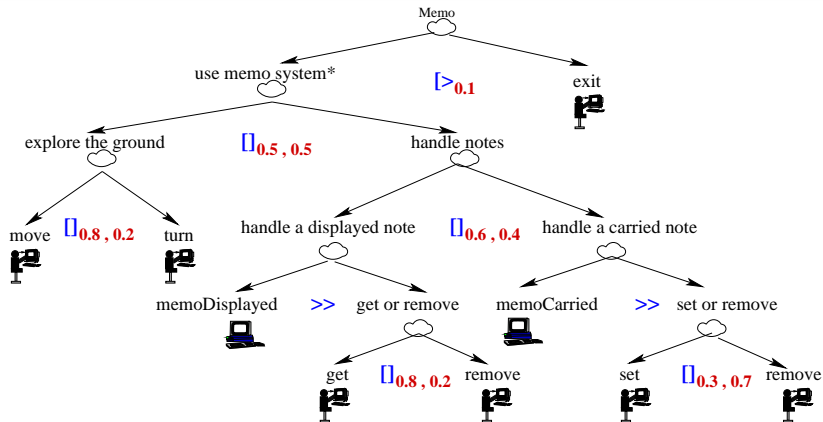 Memo
use memo system*
[>0.1
exit
explore the ground
[]0.5 , 0.5
handle notes
move
[]0.8 , 0.2
turn
handle a displayed note
[]0.6 , 0.4
handle a carried note
memoDisplayed
>>
get or remove
memoCarried
>>
set or remove
get
[]0.8 , 0.2
remove
set
[]0.3 , 0.7
remove